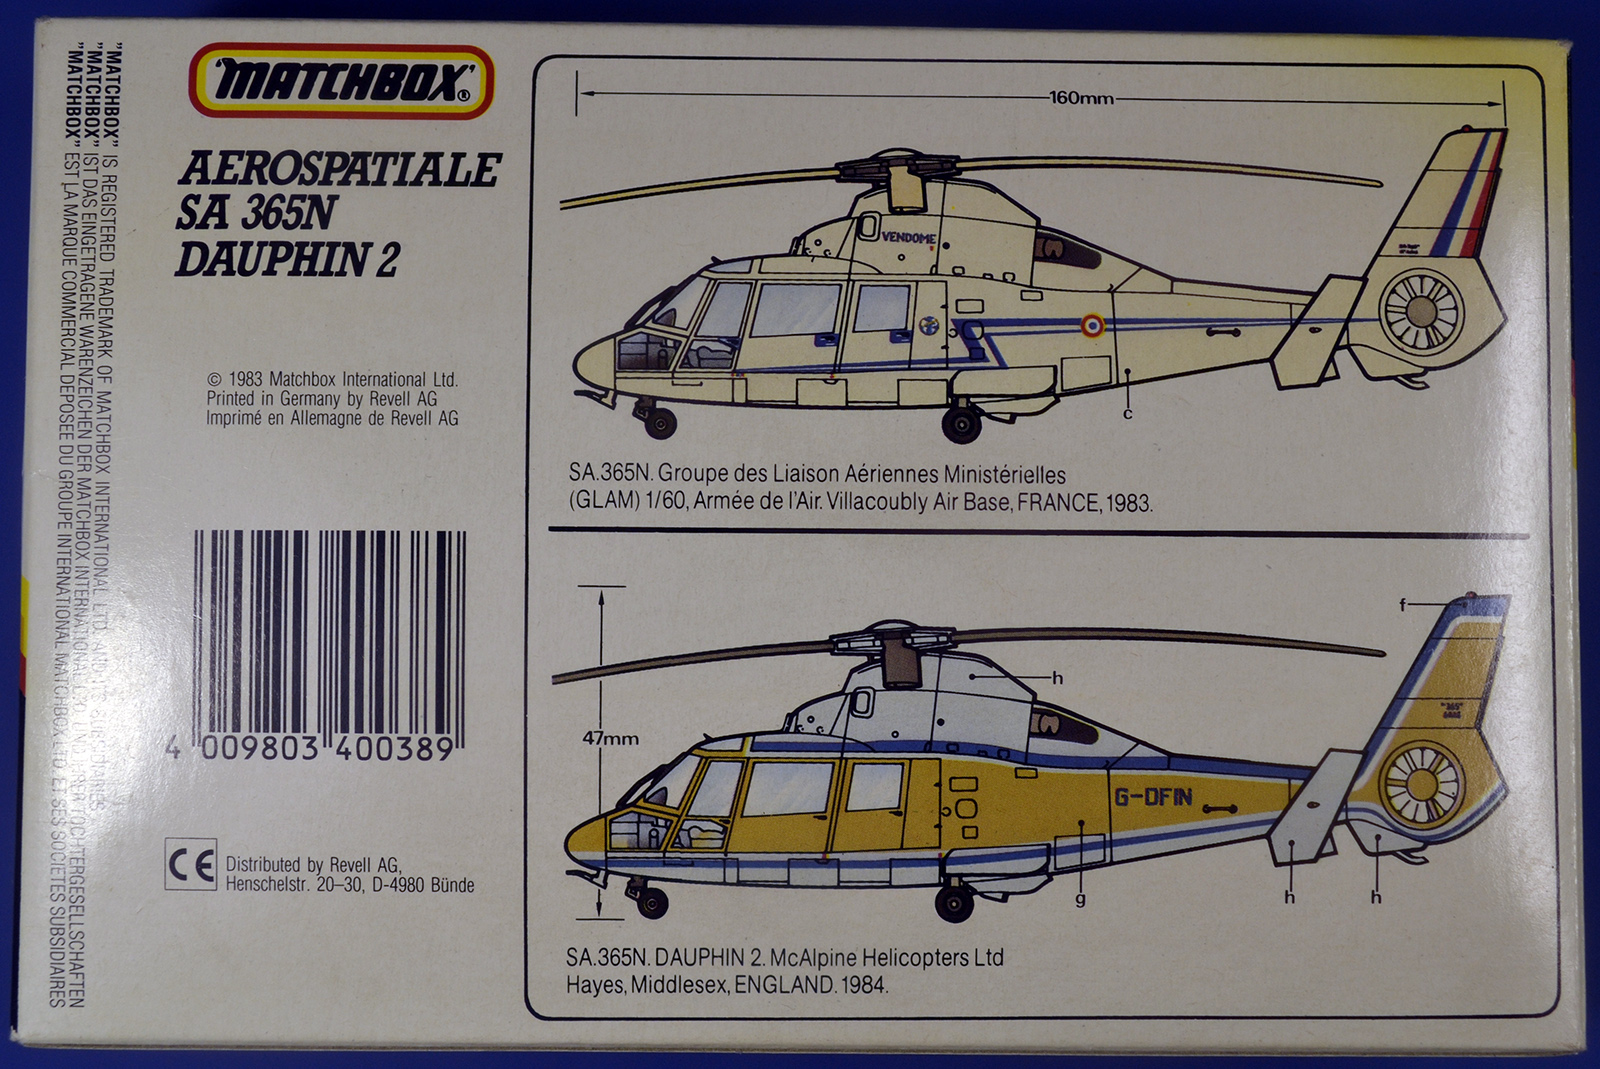 "MATCHBOX" IS REGISTERED TRADEMARK OF MATCHBOX INTERNATIONAL LTD. AND ITS SUBSIDIARIES
"MATCHBOX" IST DAS EINGETRAGENE WARENZEICHEN DER MATCHBOX INTERNATIONAL CO. UND IHRER TOCHTERGESELLSCHAFTEN
"MATCHBOX" EST LA MARQUE COMMERCIAL DEPOSEE DU GROUPE INTERNATIONAL MATCHBOX LTD ET SES SOCIETES SUBSIDIAIRES
'MATCHBOX'®
AEROSPATIALE
SA 365N
DAUPHIN 2
© 1983 Matchbox International Ltd.
Printed in Germany by Revell AG
Imprimé en Allemagne de Revell AG
4 009803 400389
CE
Distributed by Revell AG,
Henschelstr. 20–30, D-4980 Bünde
160mm
VENDOME
c
SA.365N. Groupe des Liaison Aériennes Ministérielles
(GLAM) 1/60, Armée de l'Air. Villacoubly Air Base, FRANCE, 1983.
f
h
"365"
47mm
G-DFIN
g
h
h
SA.365N. DAUPHIN 2. McAlpine Helicopters Ltd
Hayes, Middlesex, ENGLAND. 1984.